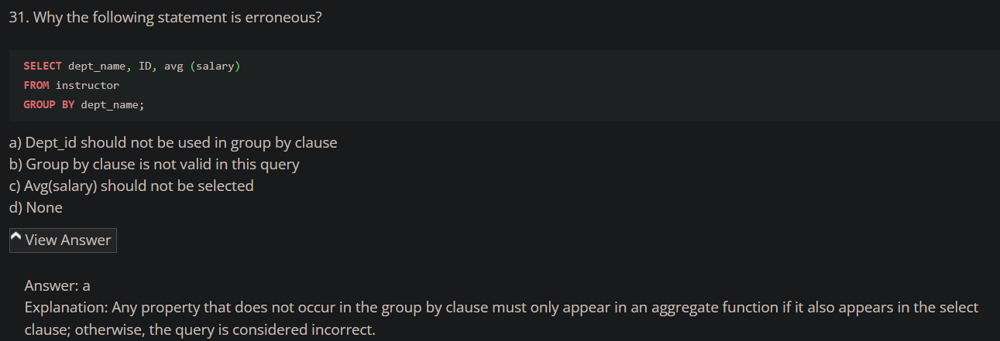 31. Why the following statement is erroneous?
SELECT dept_name, ID, avg (salary)
FROM instructor
GROUP BY dept_name;
a) Dept_id should not be used in group by clause
b) Group by clause is not valid in this query
c) Avg(salary) should not be selected
d) None
View Answer
Answer: a
Explanation: Any property that does not occur in the group by clause must only appear in an aggregate function if it also appears in the select
clause; otherwise, the query is considered incorrect.